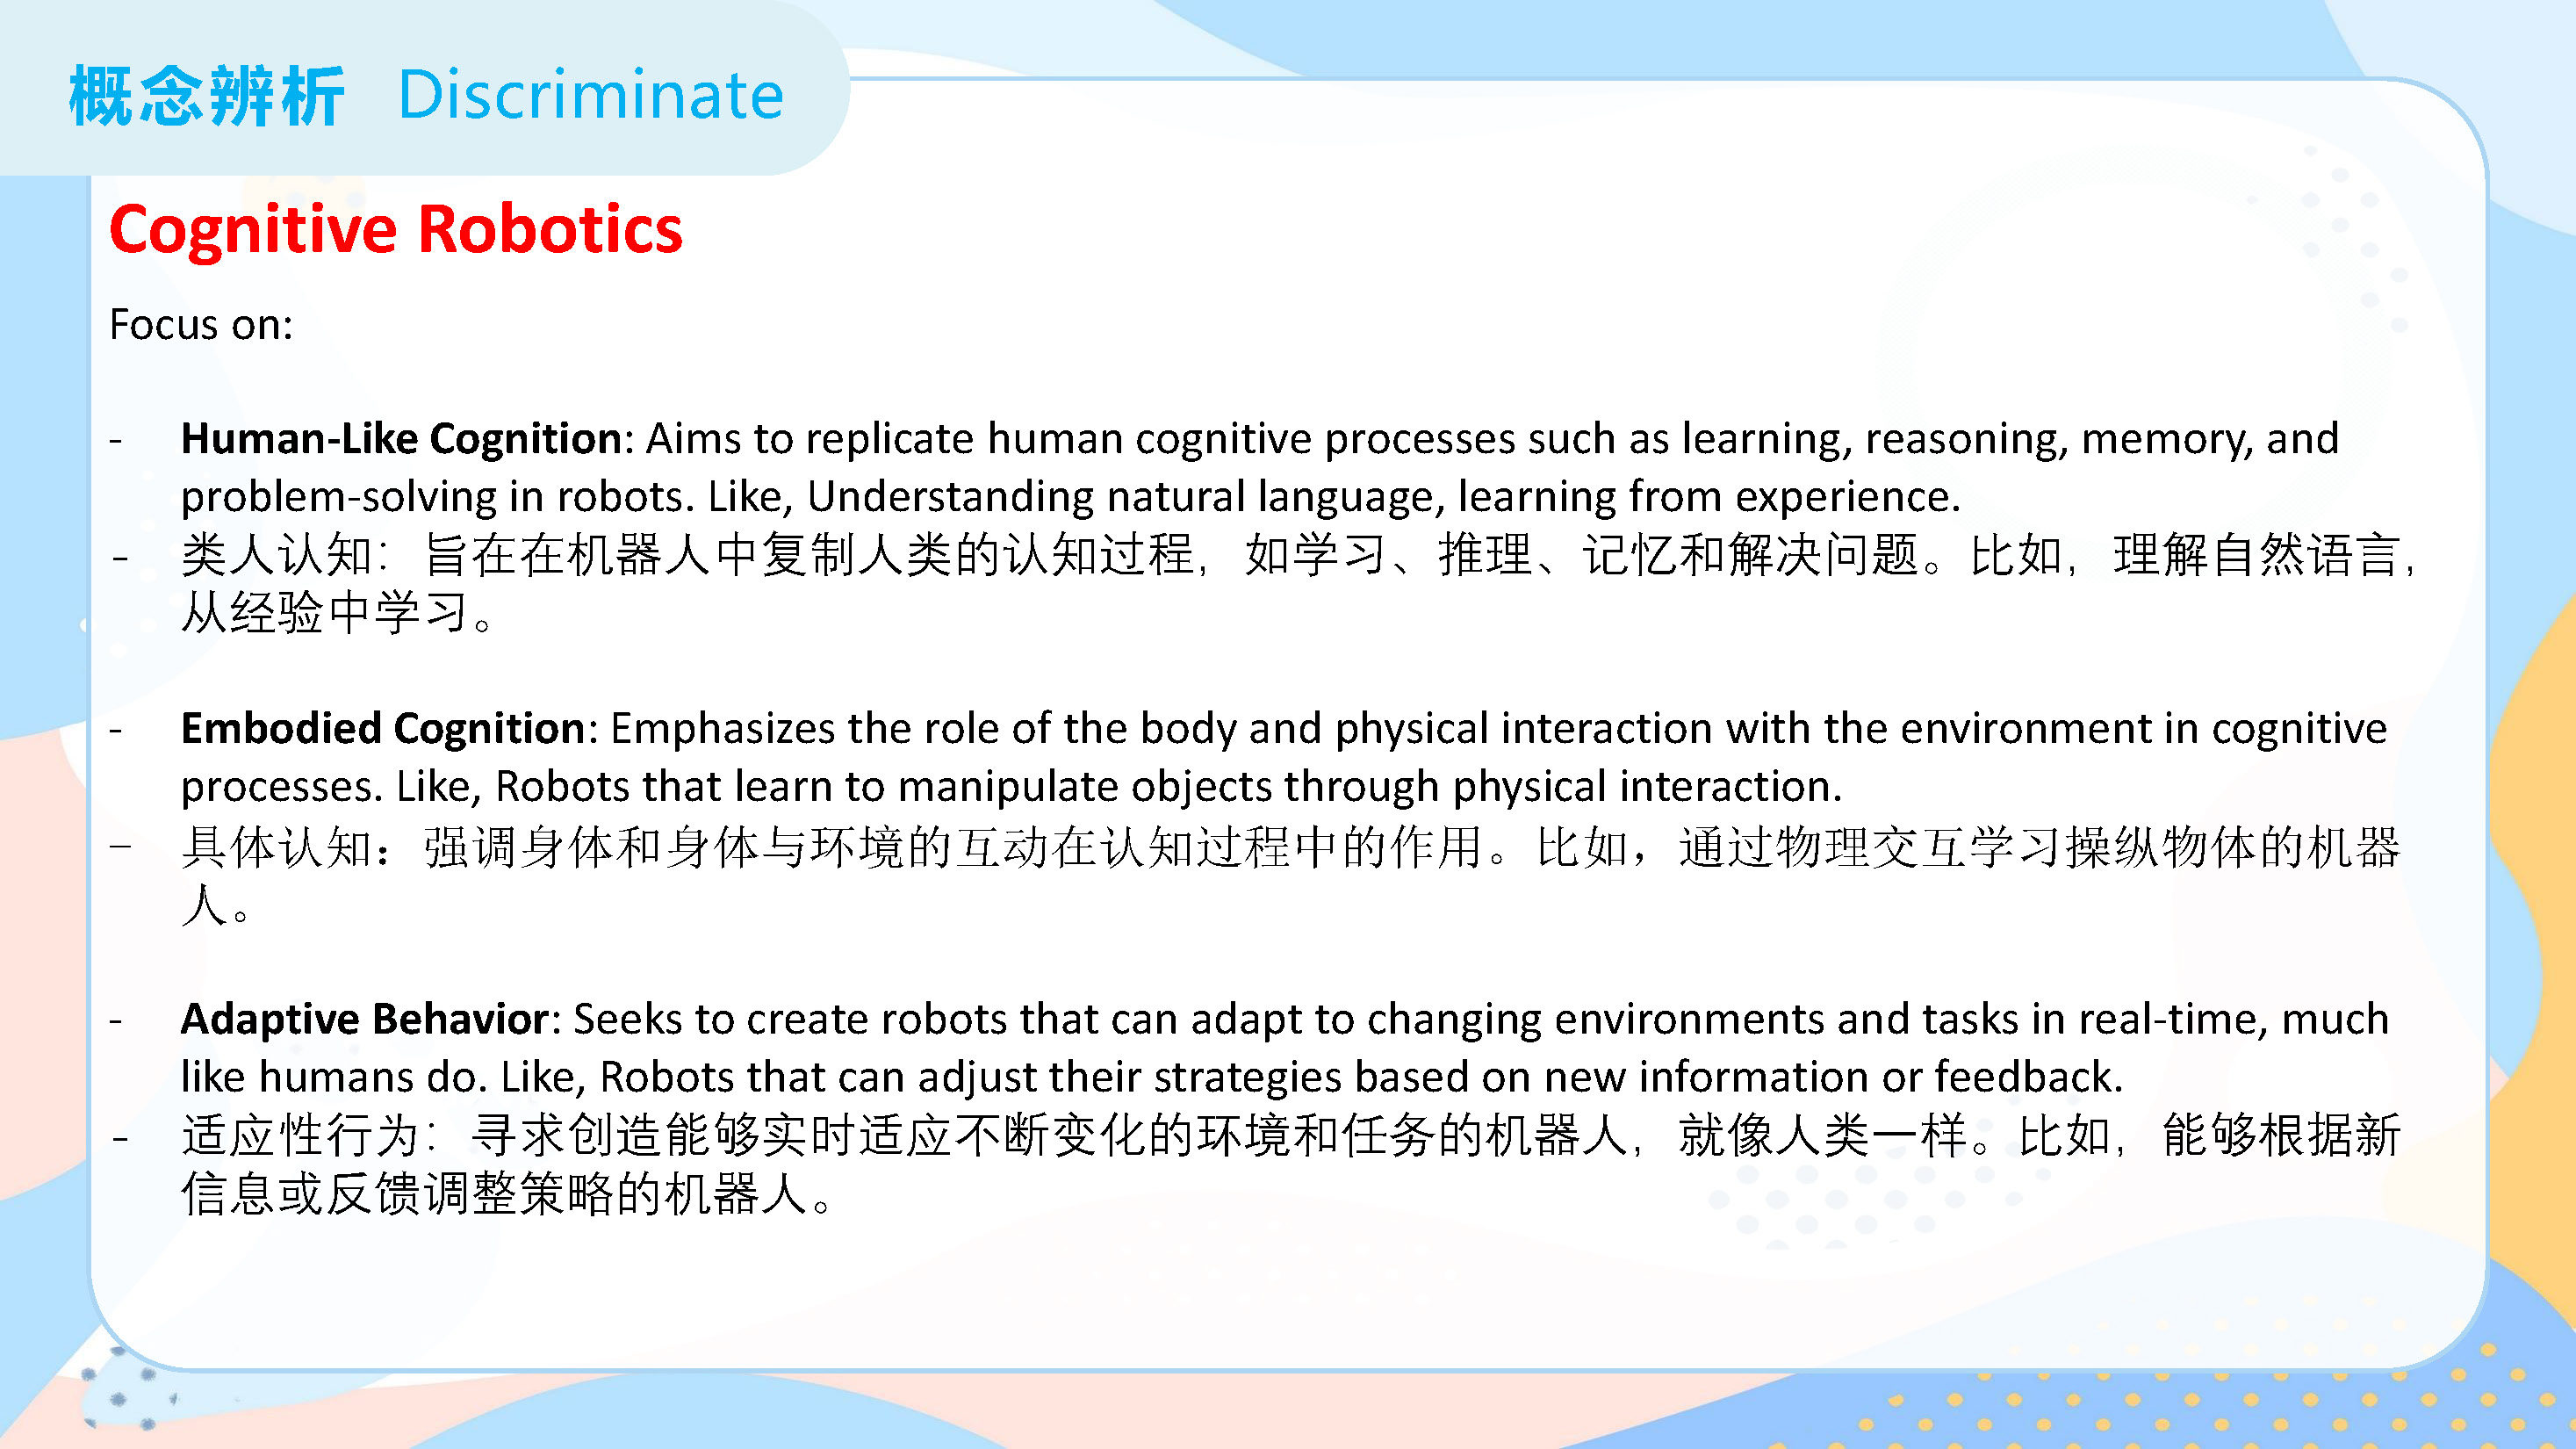 概念辨析 Discriminate
Cognitive Robotics
Focus on:
- Human-Like Cognition: Aims to replicate human cognitive processes such as learning, reasoning, memory, and
problem-solving in robots. Like, Understanding natural language, learning from experience.
- 类人认知：旨在在机器人中复制人类的认知过程，如学习、推理、记忆和解决问题。比如，理解自然语言，
从经验中学习。
- Embodied Cognition: Emphasizes the role of the body and physical interaction with the environment in cognitive
processes. Like, Robots that learn to manipulate objects through physical interaction.
- 具体认知：强调身体和身体与环境的互动在认知过程中的作用。比如，通过物理交互学习操纵物体的机器
人。
- Adaptive Behavior: Seeks to create robots that can adapt to changing environments and tasks in real-time, much
like humans do. Like, Robots that can adjust their strategies based on new information or feedback.
- 适应性行为：寻求创造能够实时适应不断变化的环境和任务的机器人，就像人类一样。比如，能够根据新
信息或反馈调整策略的机器人。